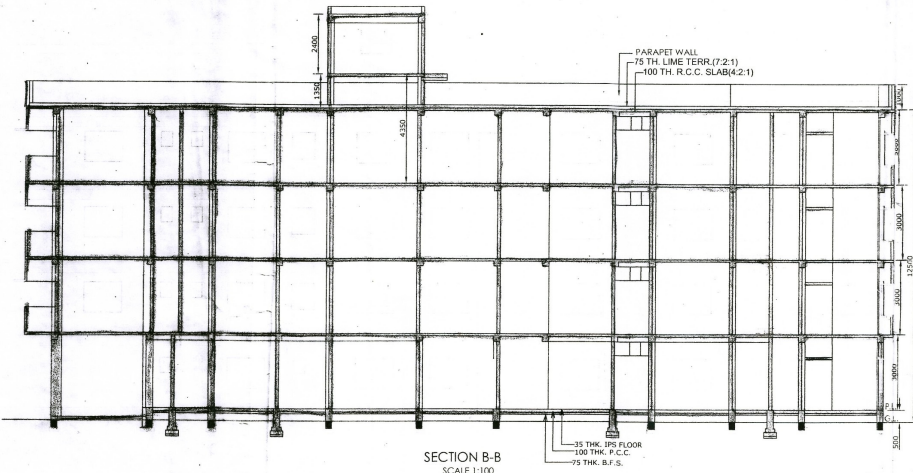 2400
1350
4350
PARAPET WALL
75 TH. LIME TERR.(7:2:1)
100 TH. R.C.C. SLAB(4:2:1)
3000
3000
3000
12500
P.L.
G.L.
500
35 THK. IPS FLOOR
100 THK. P.C.C.
75 THK. B.F.S.
SECTION B-B
SCALE 1:100